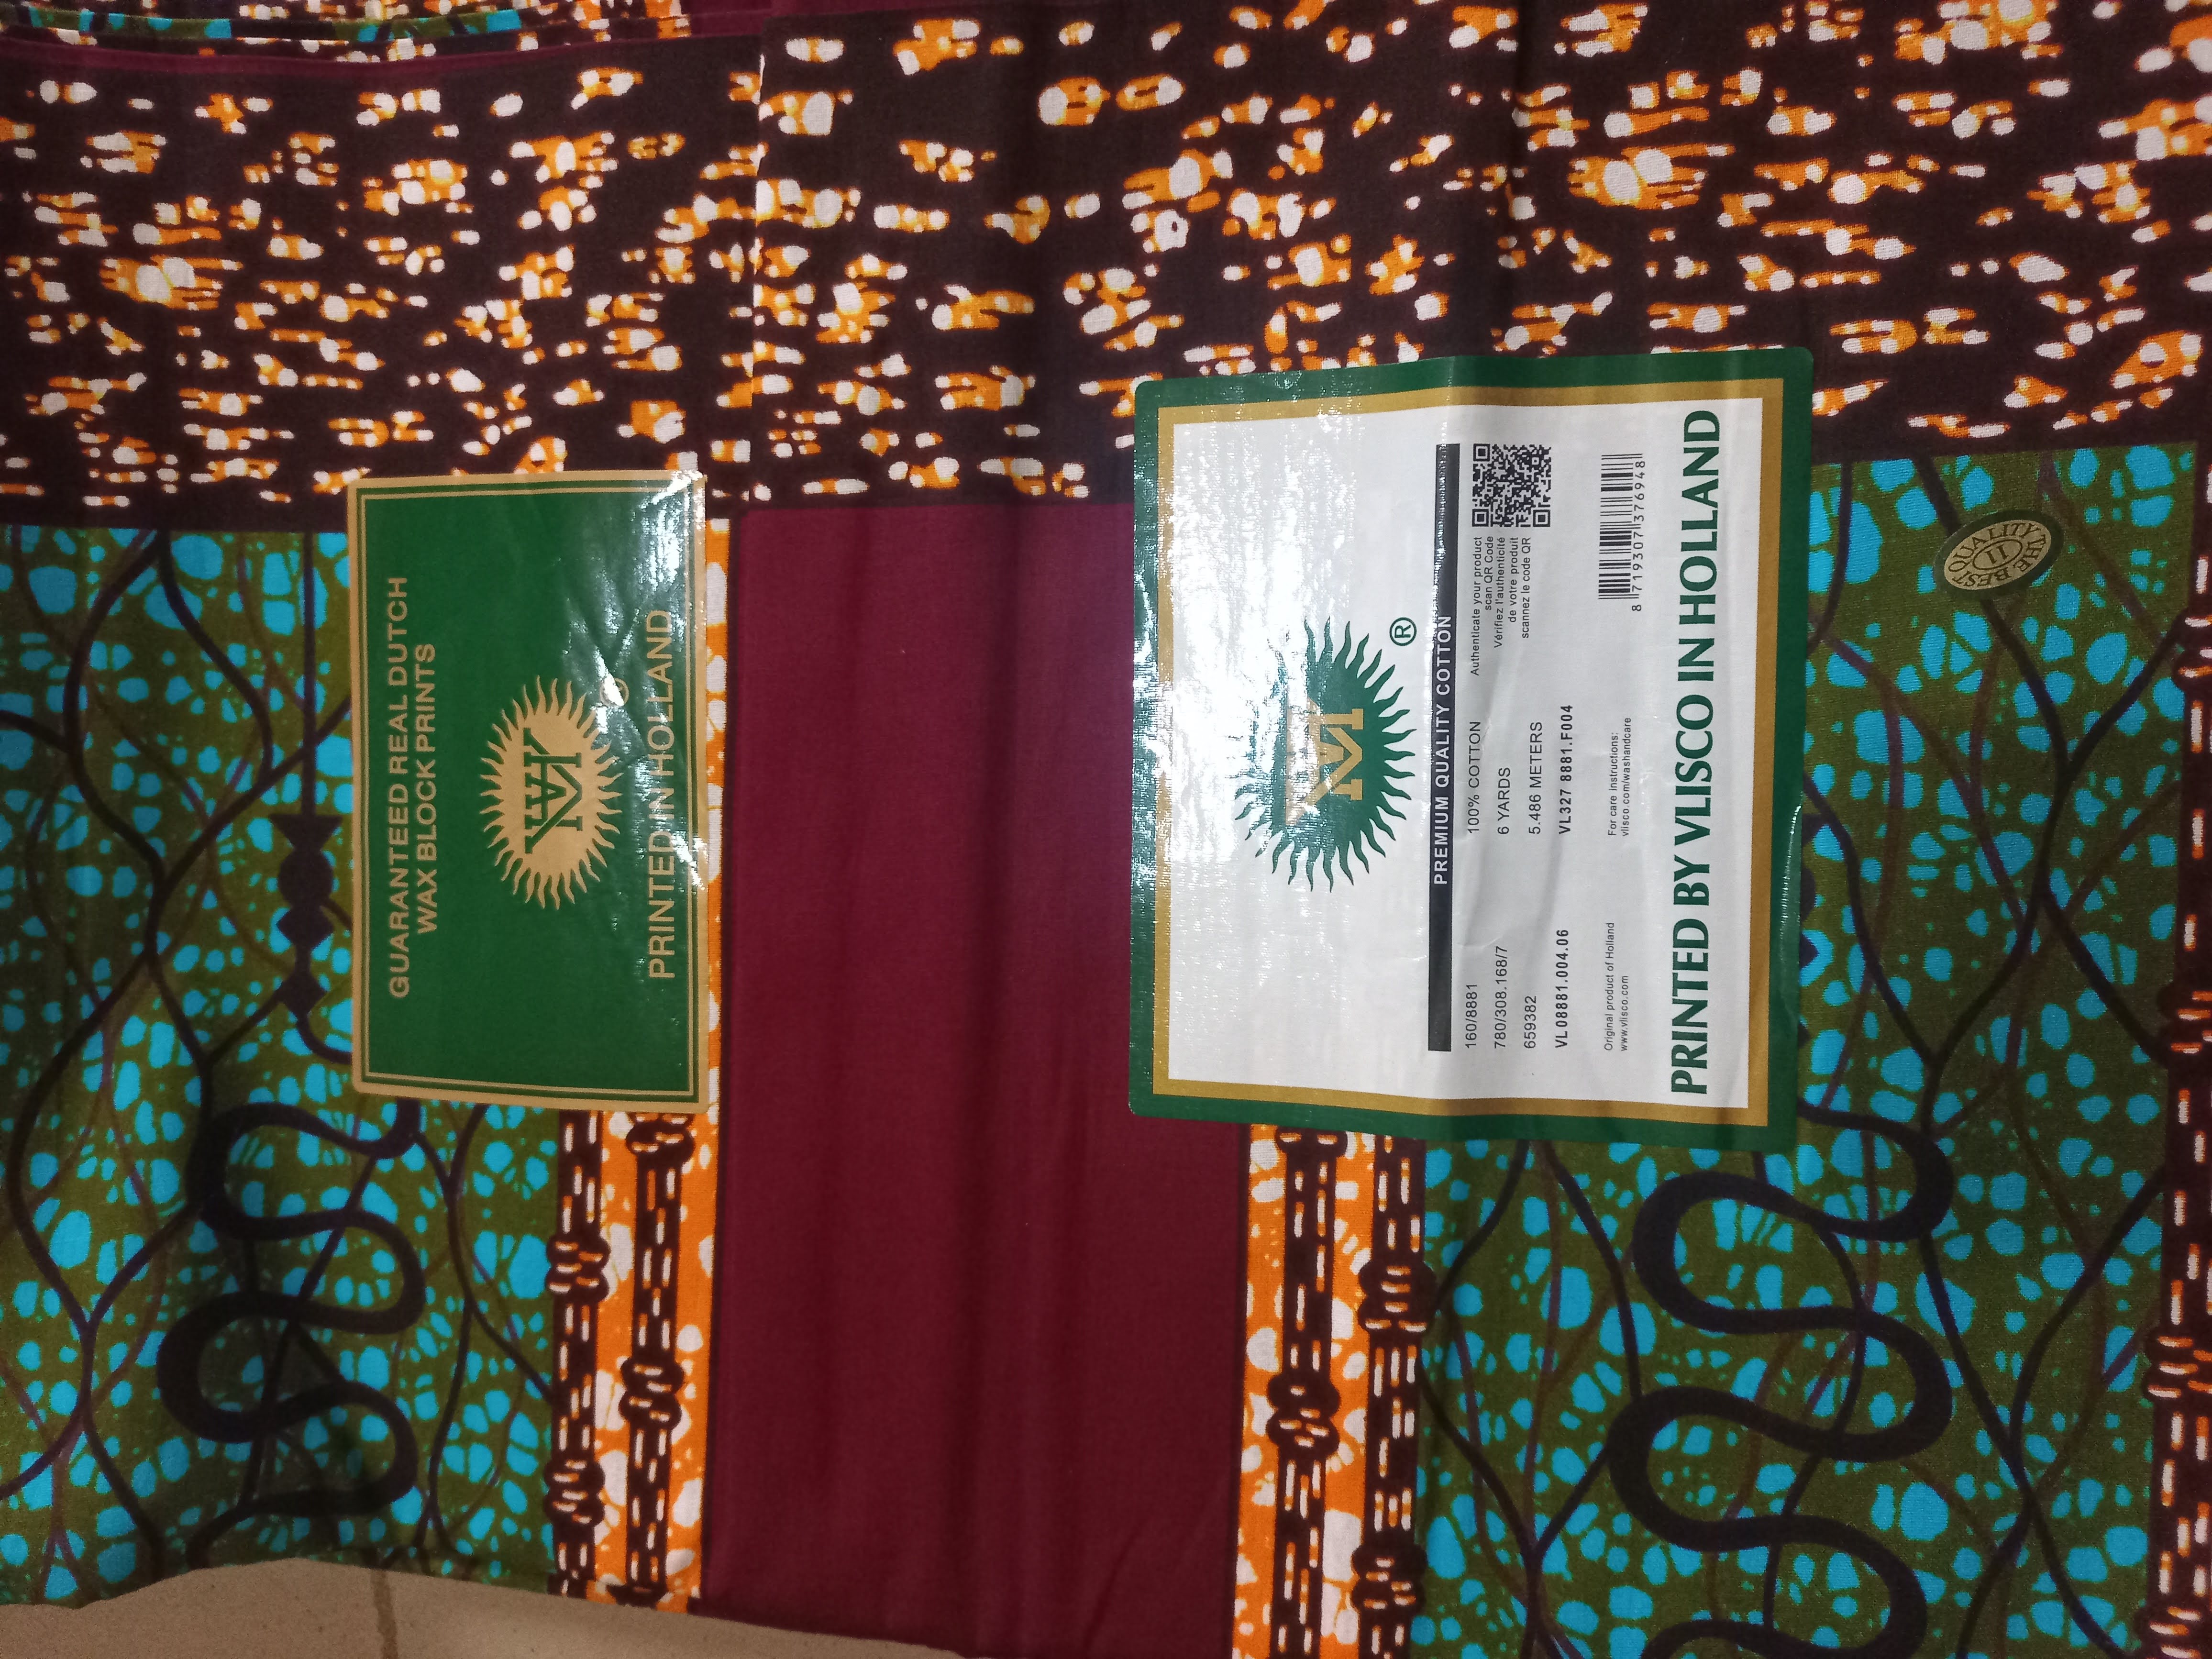 GUARANTEED REAL DUTCH
WAX BLOCK PRINTS
®
PRINTED IN HOLLAND
®
PREMIUM QUALITY COTTON
160/8881
780/308.168/7
659382
VL08881.004.06
100% COTTON
6 YARDS
5.486 METERS
VL327 8881.F004
Authenticate your product
scan QR Code
Vérifiez l'authenticité
de votre produit
scannez le code QR
Original product of Holland
www.vlisco.com
For care instructions:
vlisco.com/washandcare
8 719307 376948
PRINTED BY VLISCO IN HOLLAND
THE BEST
QUALITY
II